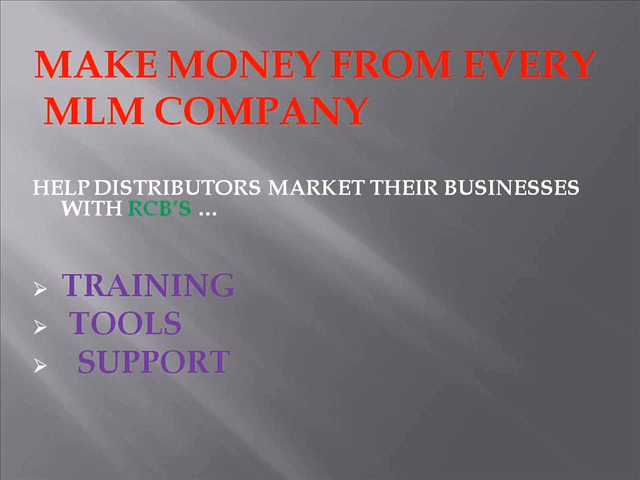 MAKE MONEY FROM EVERY
MLM COMPANY
HELP DISTRIBUTORS MARKET THEIR BUSINESSES
WITH RCB'S ...
TRAINING
TOOLS
SUPPORT